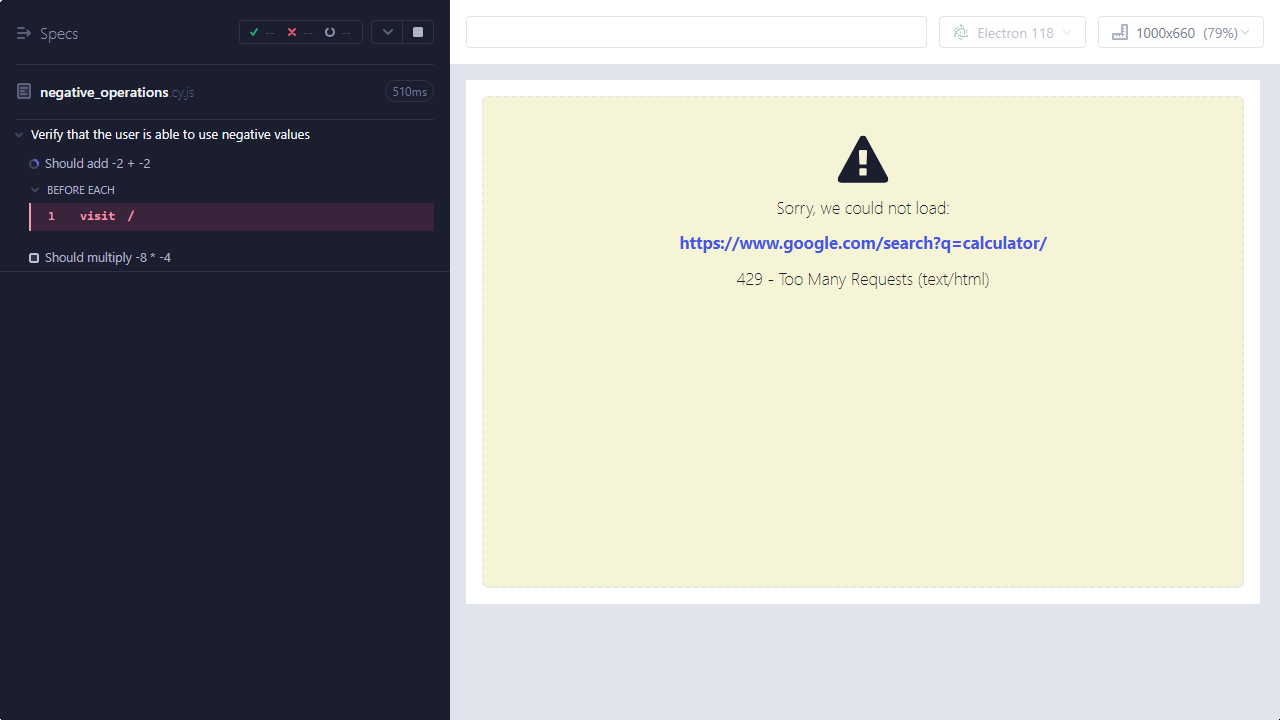 Specs
-- -- --
negative_operations.cy.js
510ms
Verify that the user is able to use negative values
Should add -2 + -2
BEFORE EACH
1 visit /
Should multiply -8 * -4
Electron 118
1000x660 (79%)
Sorry, we could not load:
https://www.google.com/search?q=calculator/
429 - Too Many Requests (text/html)